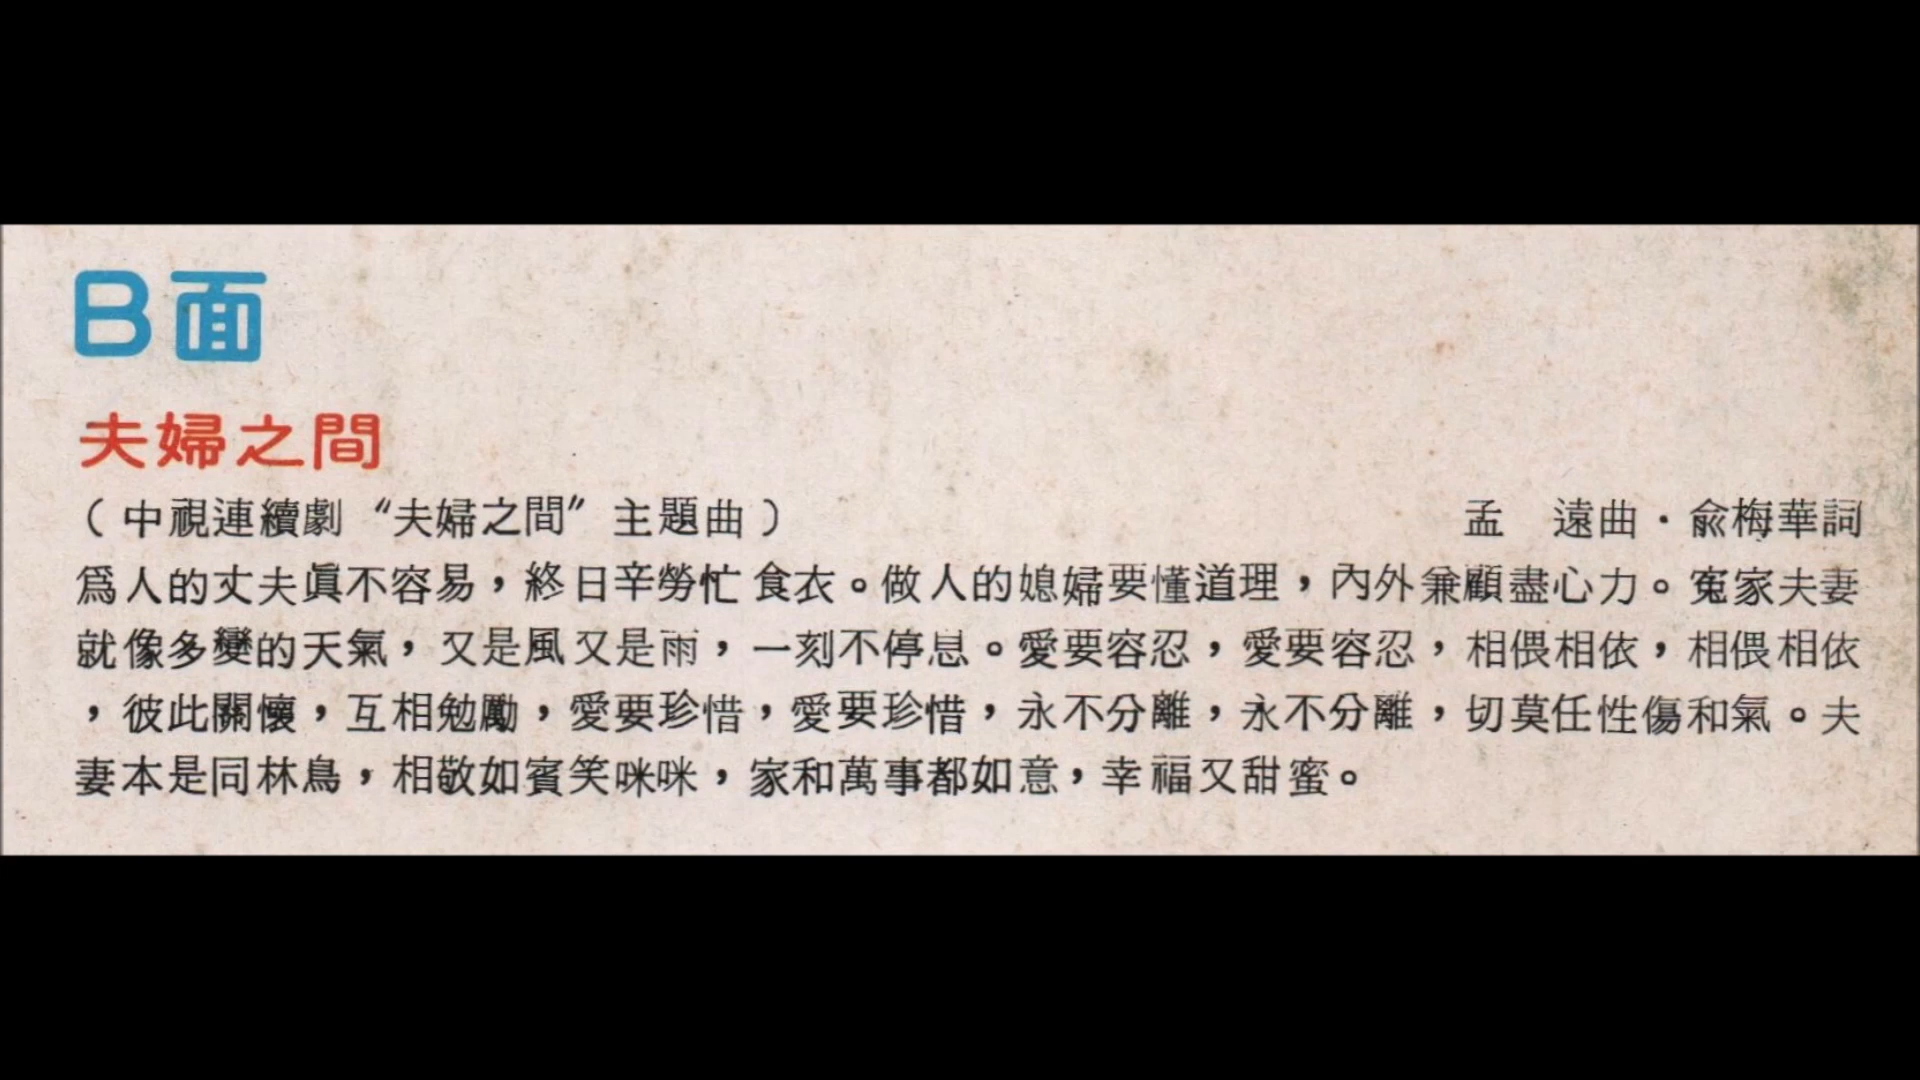 B面
夫婦之間
（中視連續劇“夫婦之間”主題曲） 孟　遠曲・兪梅華詞
爲人的丈夫眞不容易，終日辛勞忙食衣。做人的媳婦要懂道理，內外兼顧盡心力。寃家夫妻
就像多變的天氣，又是風又是雨，一刻不停息。愛要容忍，愛要容忍，相偎相依，相偎相依
，彼此關懷，互相勉勵，愛要珍惜，愛要珍惜，永不分離，永不分離，切莫任性傷和氣。夫
妻本是同林鳥，相敬如賓笑咪咪，家和萬事都如意，幸福又甜蜜。